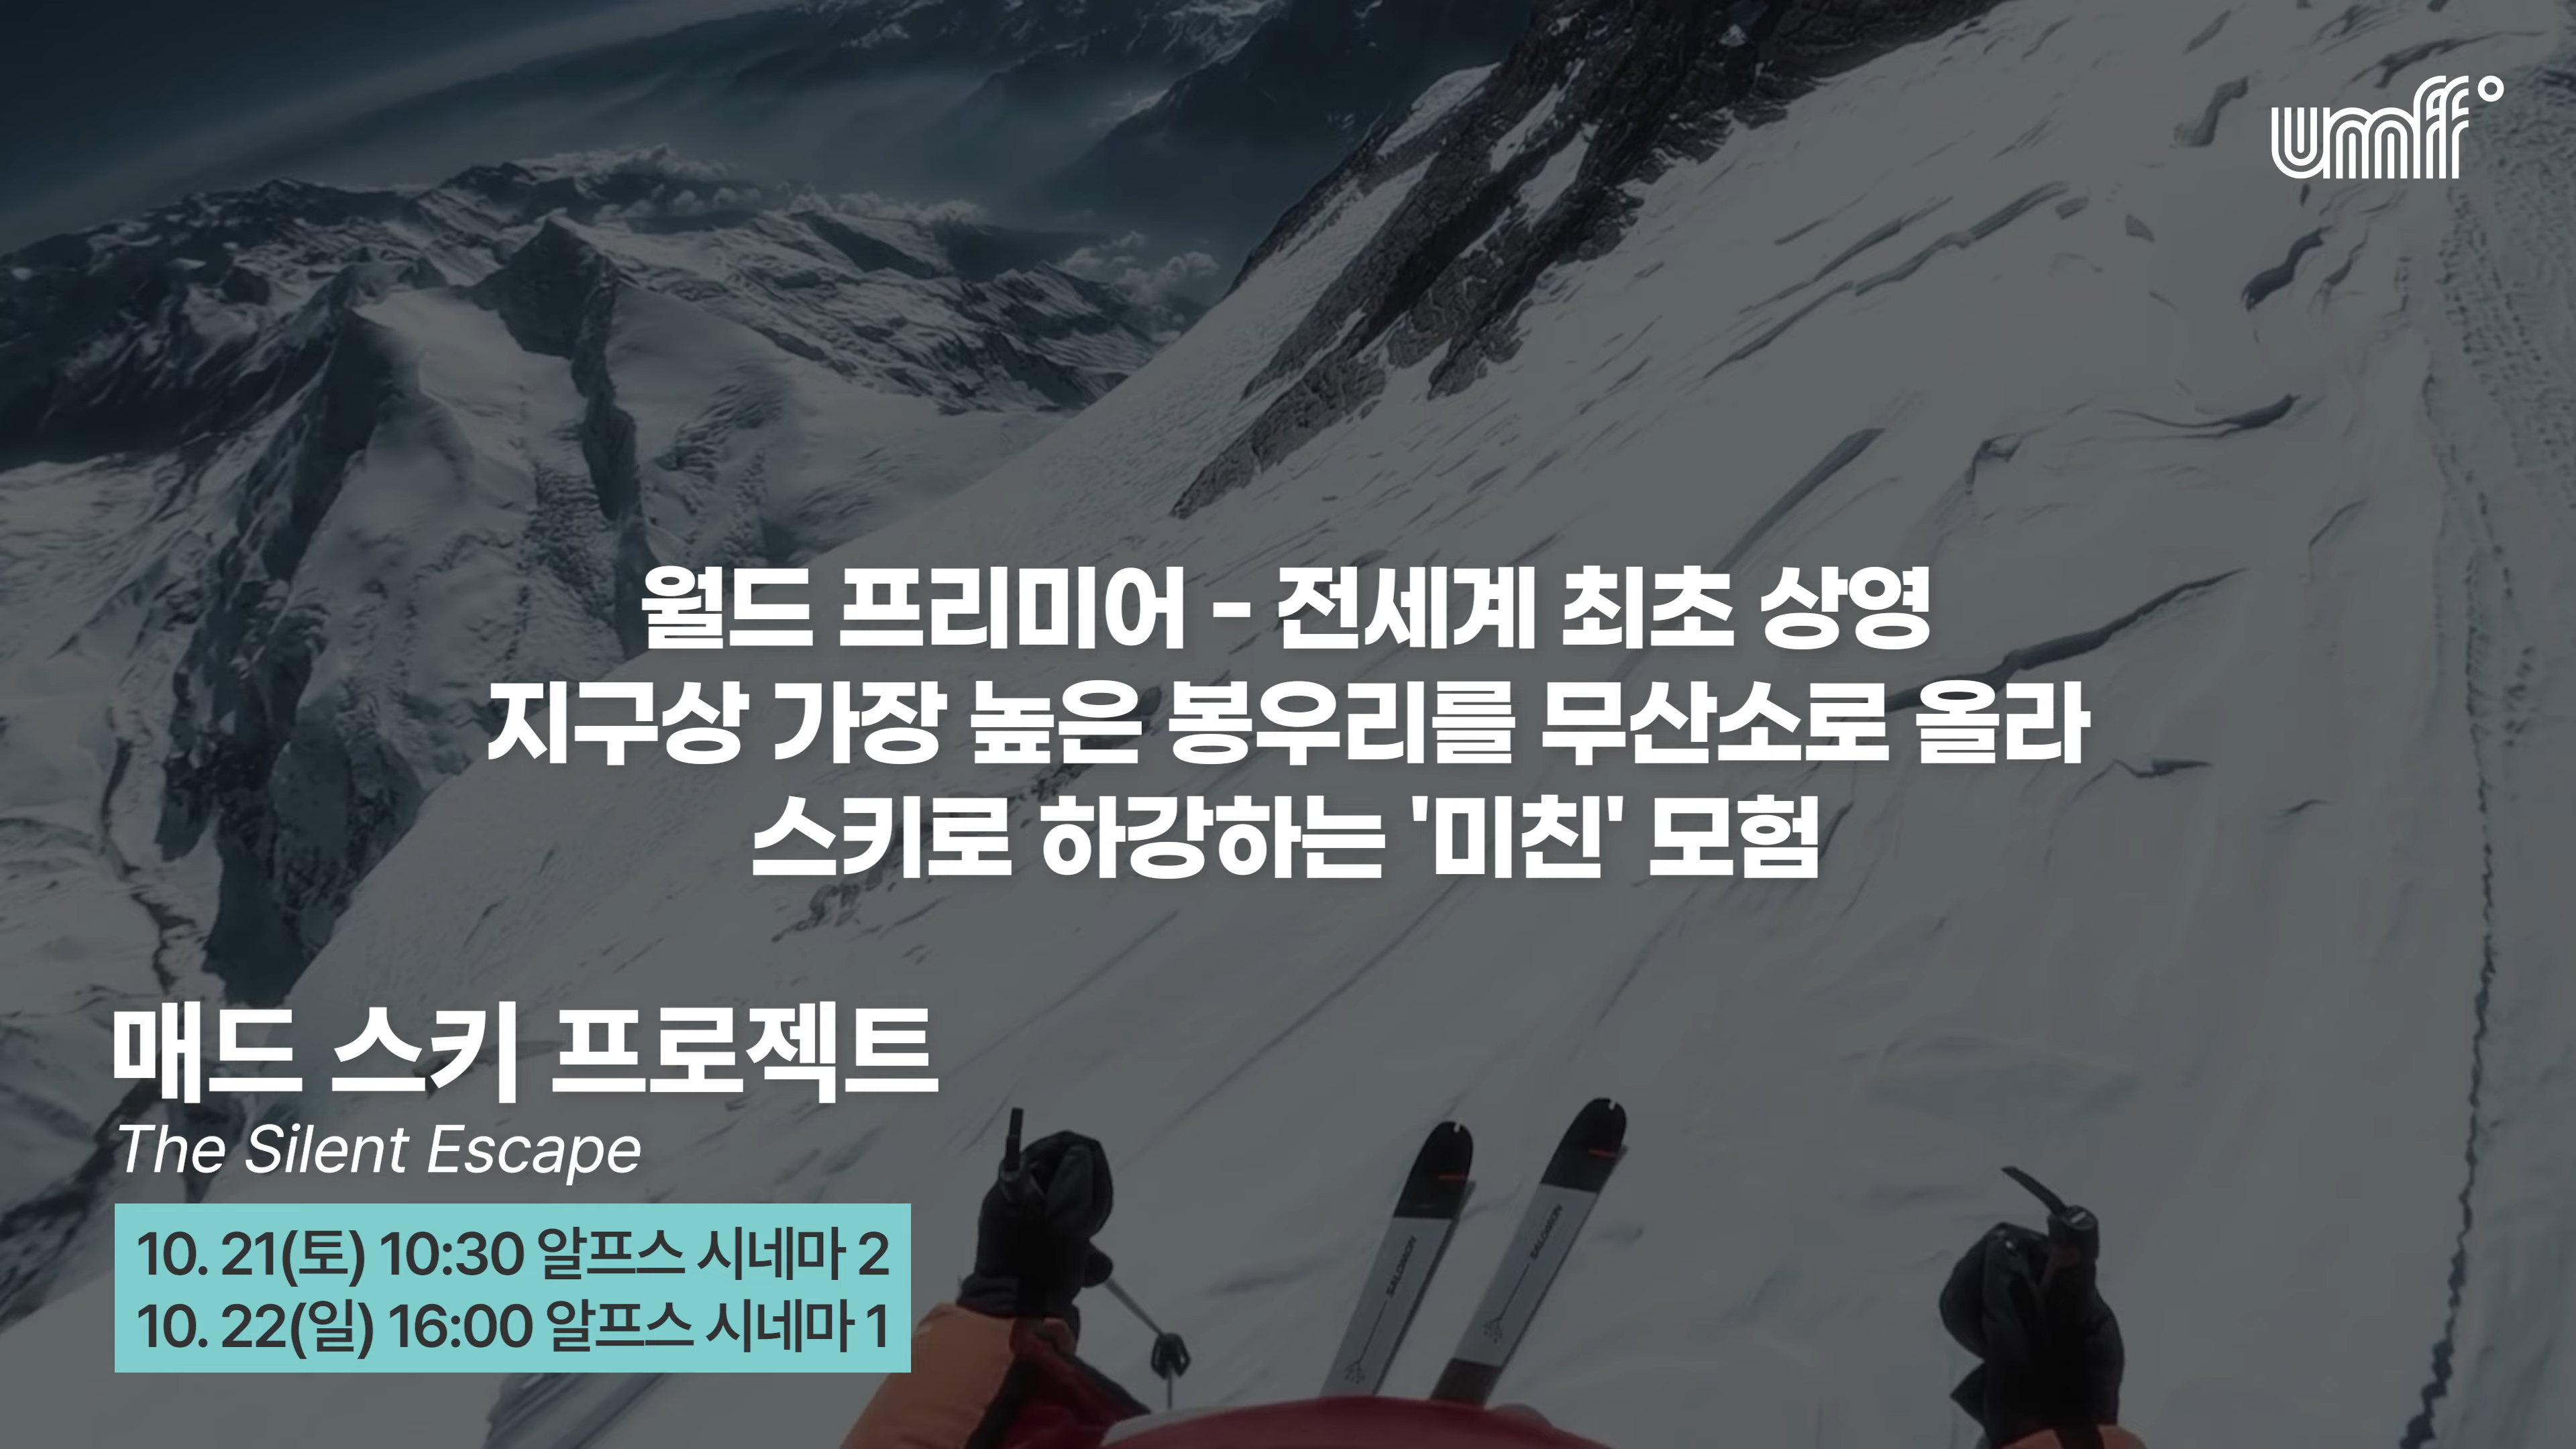 umff
월드 프리미어 - 전세계 최초 상영
지구상 가장 높은 봉우리를 무산소로 올라
스키로 하강하는 '미친' 모험
매드 스키 프로젝트
The Silent Escape
10. 21(토) 10:30 알프스 시네마 2
10. 22(일) 16:00 알프스 시네마 1
SALOMON
SALOMON